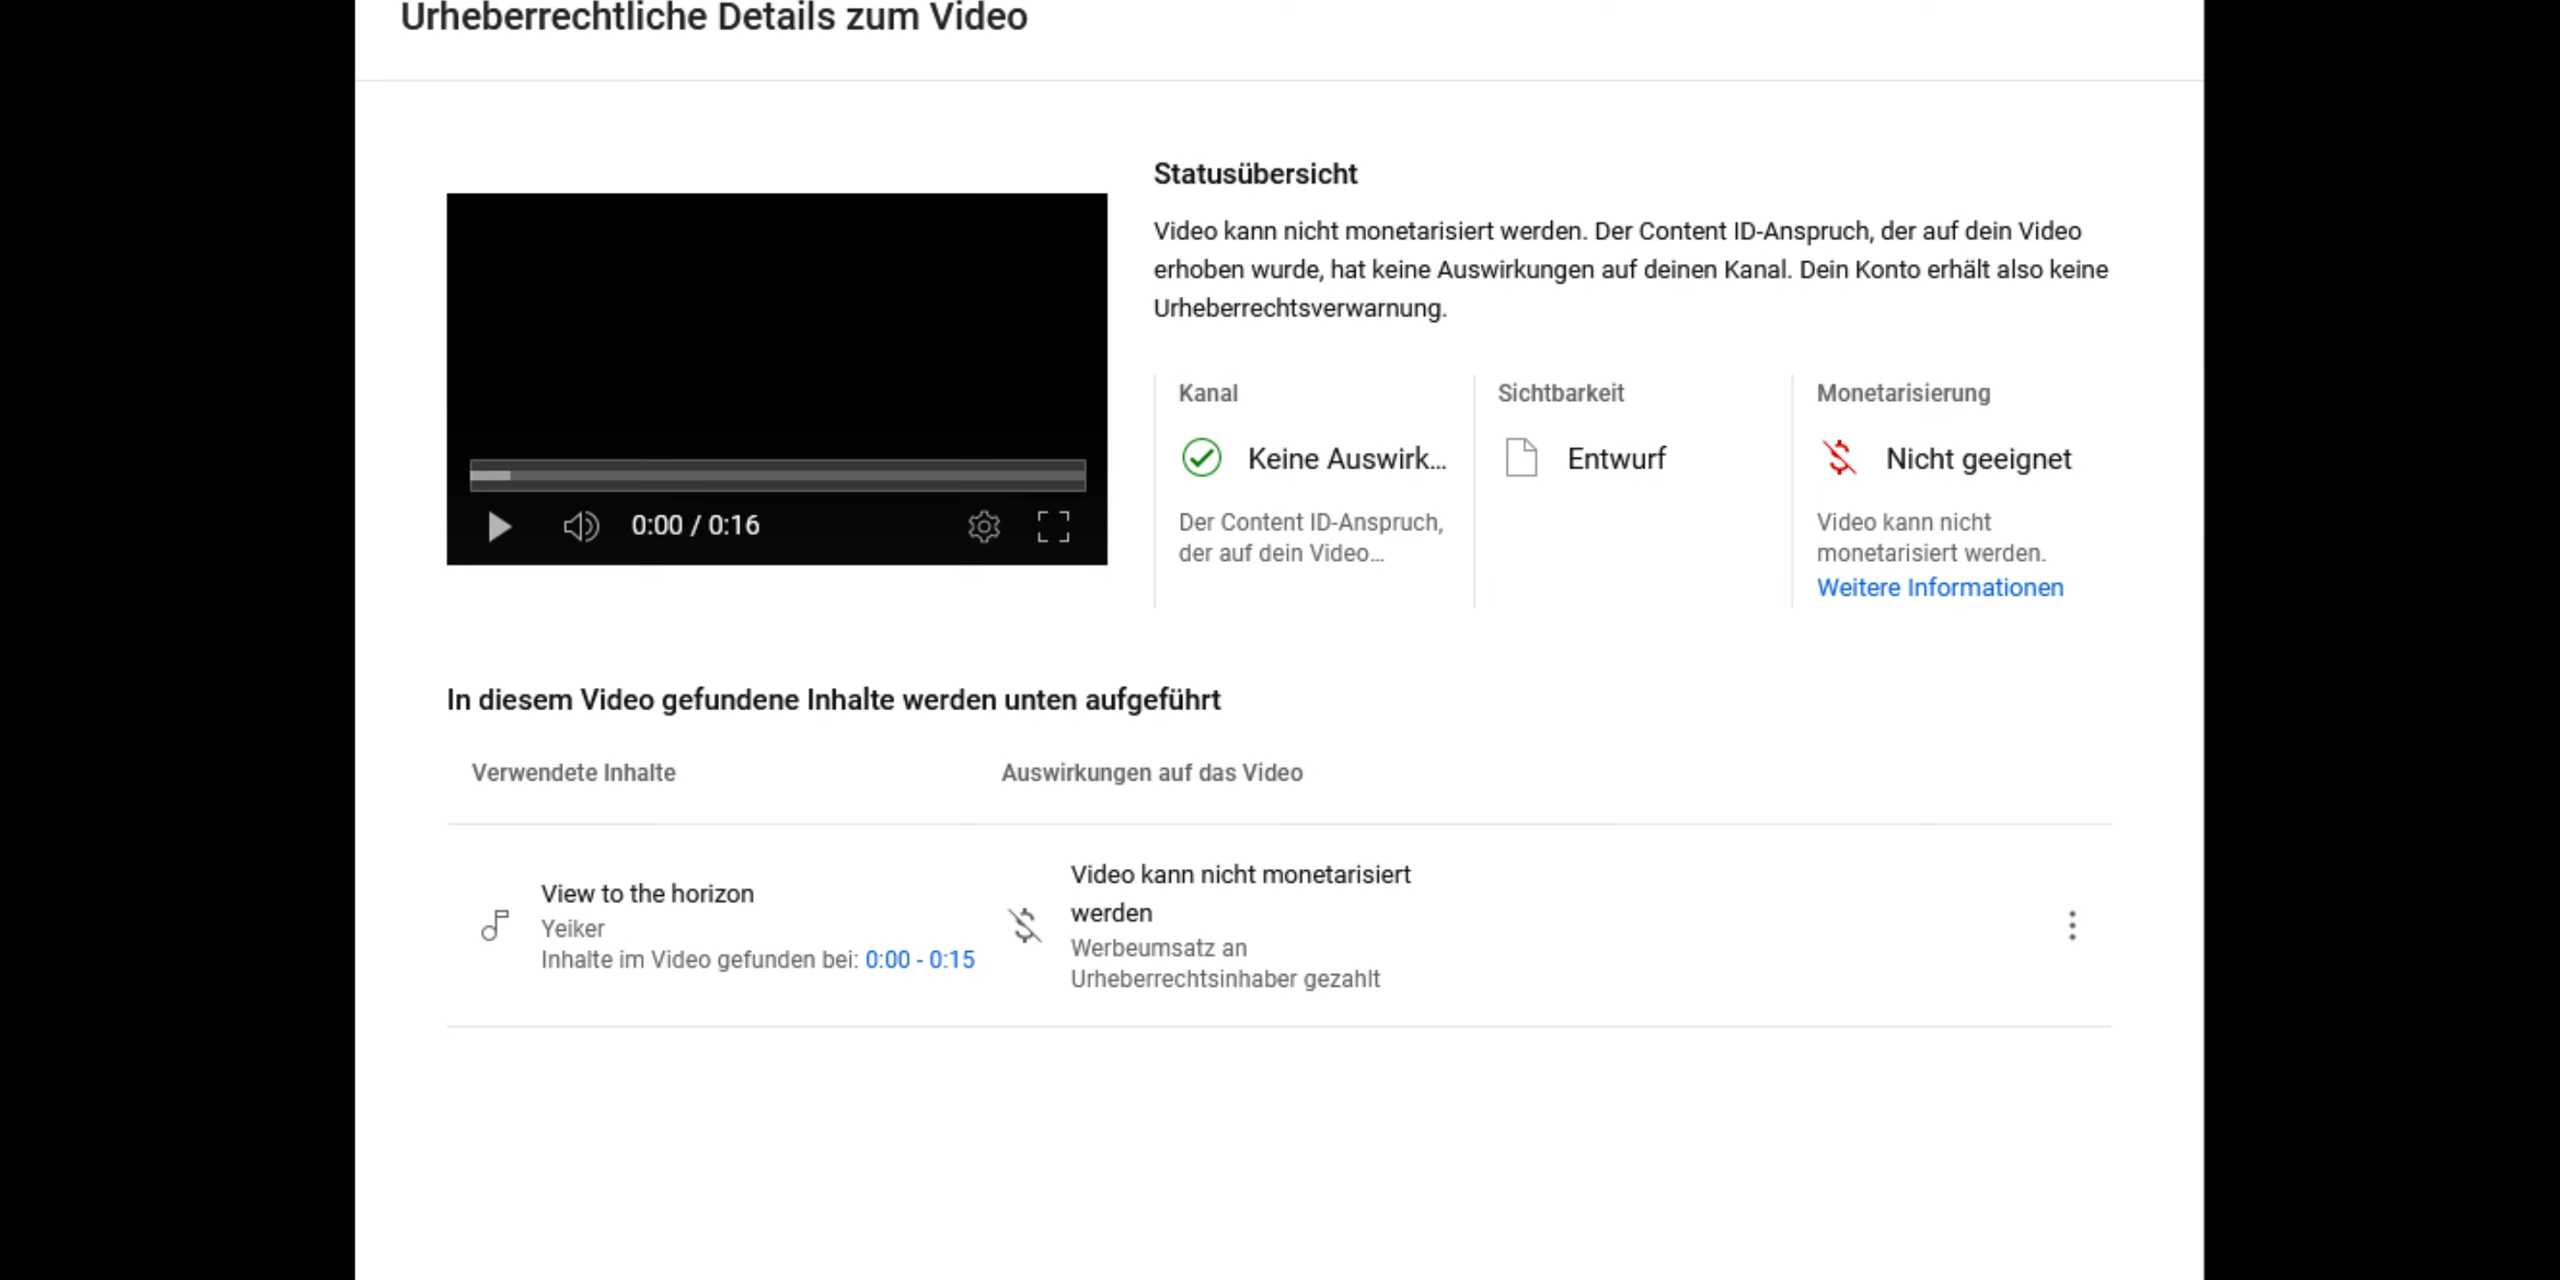 Urheberrechtliche Details zum Video
Statusübersicht
Video kann nicht monetarisiert werden. Der Content ID-Anspruch, der auf dein Video
erhoben wurde, hat keine Auswirkungen auf deinen Kanal. Dein Konto erhält also keine
Urheberrechtsverwarnung.
0:00 / 0:16
Kanal
Keine Auswirk...
Der Content ID-Anspruch,
der auf dein Video...
Sichtbarkeit
Entwurf
Monetarisierung
Nicht geeignet
Video kann nicht
monetarisiert werden.
Weitere Informationen
In diesem Video gefundene Inhalte werden unten aufgeführt
Verwendete Inhalte
Auswirkungen auf das Video
View to the horizon
Yeiker
Inhalte im Video gefunden bei: 0:00 - 0:15
Video kann nicht monetarisiert
werden
Werbeumsatz an
Urheberrechtsinhaber gezahlt